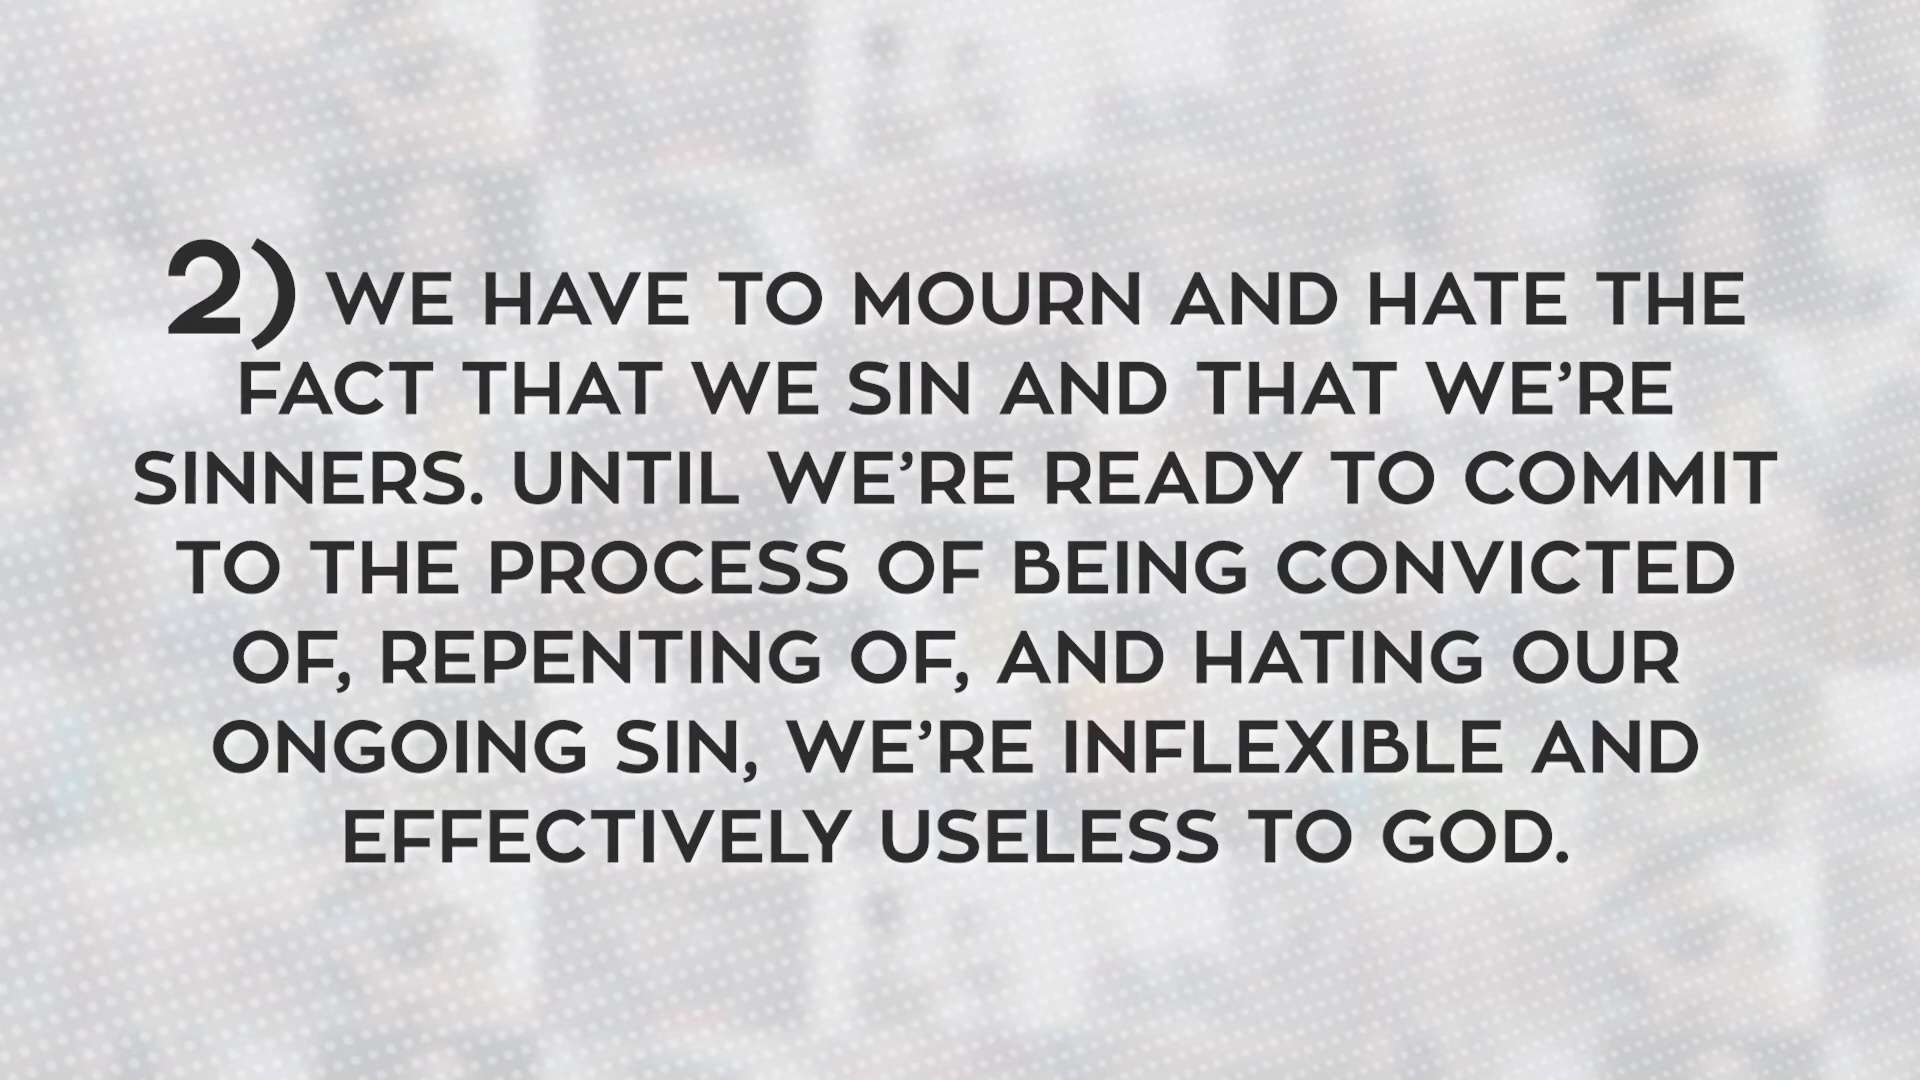 2) WE HAVE TO MOURN AND HATE THE
FACT THAT WE SIN AND THAT WE’RE
SINNERS. UNTIL WE’RE READY TO COMMIT
TO THE PROCESS OF BEING CONVICTED
OF, REPENTING OF, AND HATING OUR
ONGOING SIN, WE’RE INFLEXIBLE AND
EFFECTIVELY USELESS TO GOD.